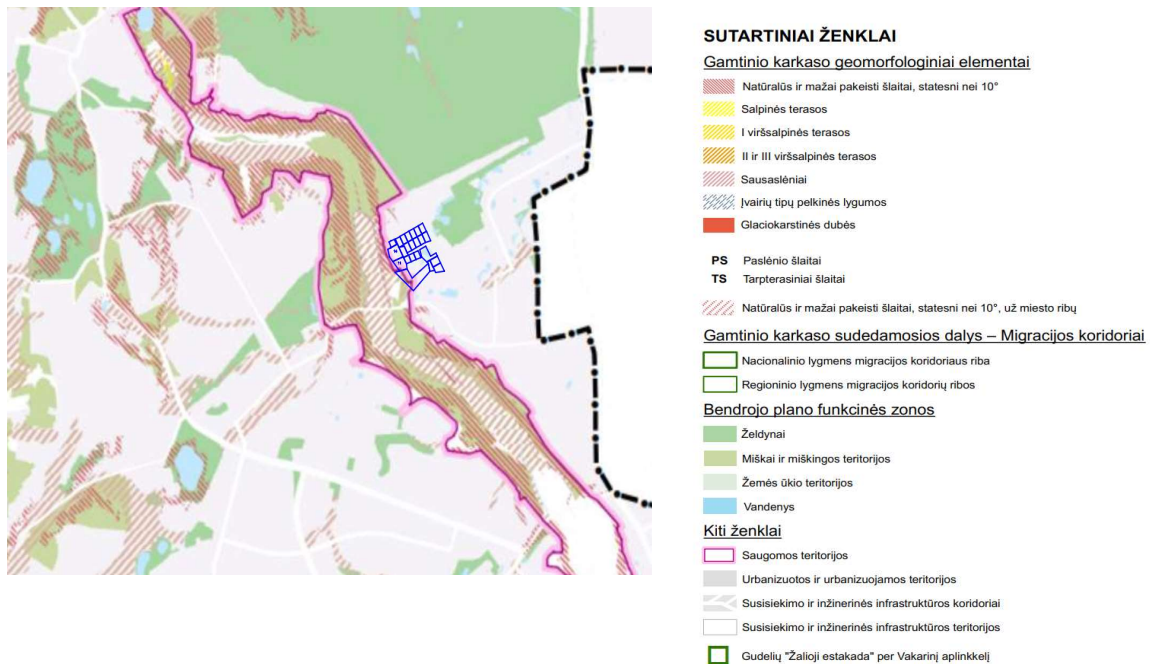 SUTARTINIAI ŽENKLAI
Gamtinio karkaso geomorfologiniai elementai
Natūralūs ir mažai pakeisti šlaitai, statesni nei 10°
Salpinės terasos
I viršsalpinės terasos
II ir III viršsalpinės terasos
Sausaslėniai
Įvairių tipų pelkinės lygumos
Glaciokarstinės dubės
PS Paslėnio šlaitai
TS Tarpterasiniai šlaitai
Natūralūs ir mažai pakeisti šlaitai, statesni nei 10°, už miesto ribų
Gamtinio karkaso sudedamosios dalys – Migracijos koridoriai
Nacionalinio lygmens migracijos koridoriaus riba
Regioninio lygmens migracijos koridorių ribos
Bendrojo plano funkcinės zonos
Želdynai
Miškai ir miškingos teritorijos
Žemės ūkio teritorijos
Vandenys
Kiti ženklai
Saugomos teritorijos
Urbanizuotos ir urbanizuojamos teritorijos
Susisiekimo ir inžinerinės infrastruktūros koridoriai
Susisiekimo ir inžinerinės infrastruktūros teritorijos
Gudelių "Žalioji estakada" per Vakarinį aplinkkelį